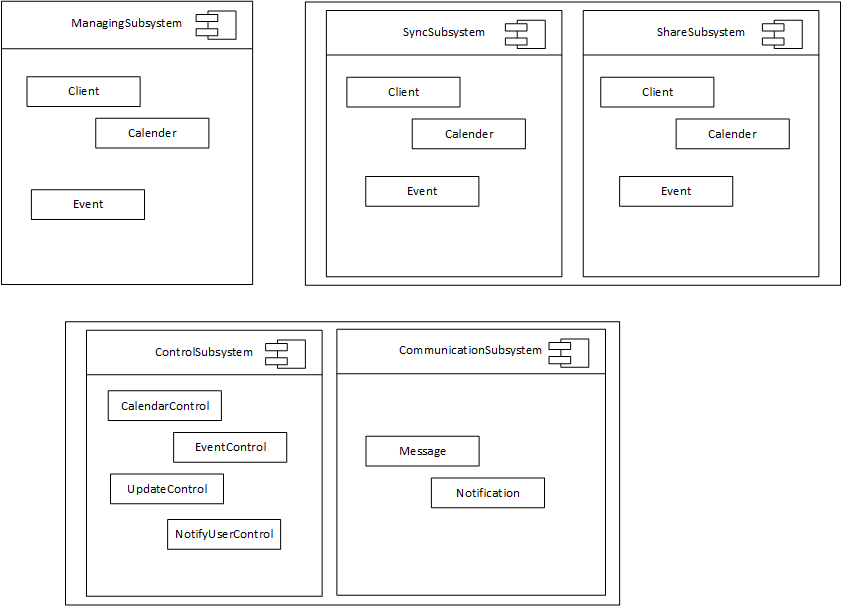 ManagingSubsystem
Client
Calender
Event
SyncSubsystem
Client
Calender
Event
ShareSubsystem
Client
Calender
Event
ControlSubsystem
CalendarControl
EventControl
UpdateControl
NotifyUserControl
CommunicationSubsystem
Message
Notification